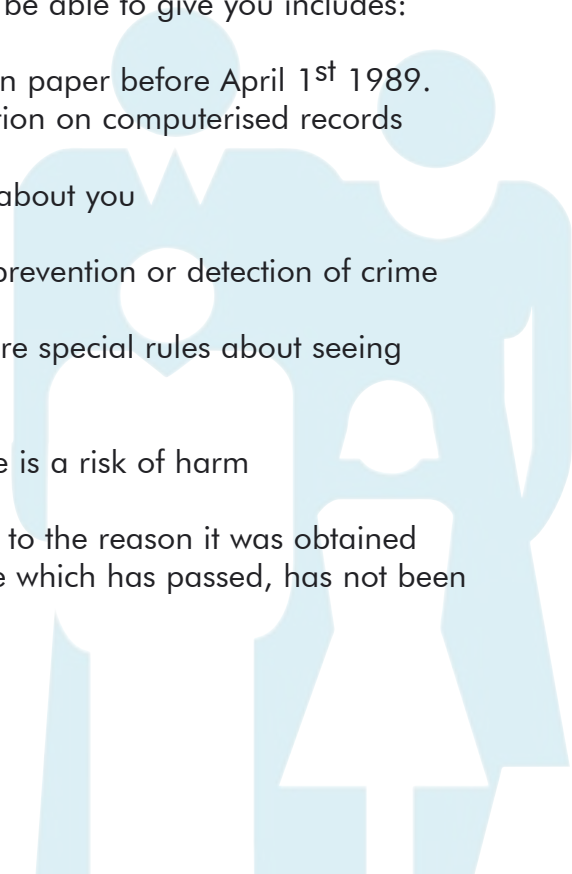 be able to give you includes:
n paper before April 1st 1989.
tion on computerised records
about you
prevention or detection of crime
re special rules about seeing
e is a risk of harm
to the reason it was obtained
e which has passed, has not been